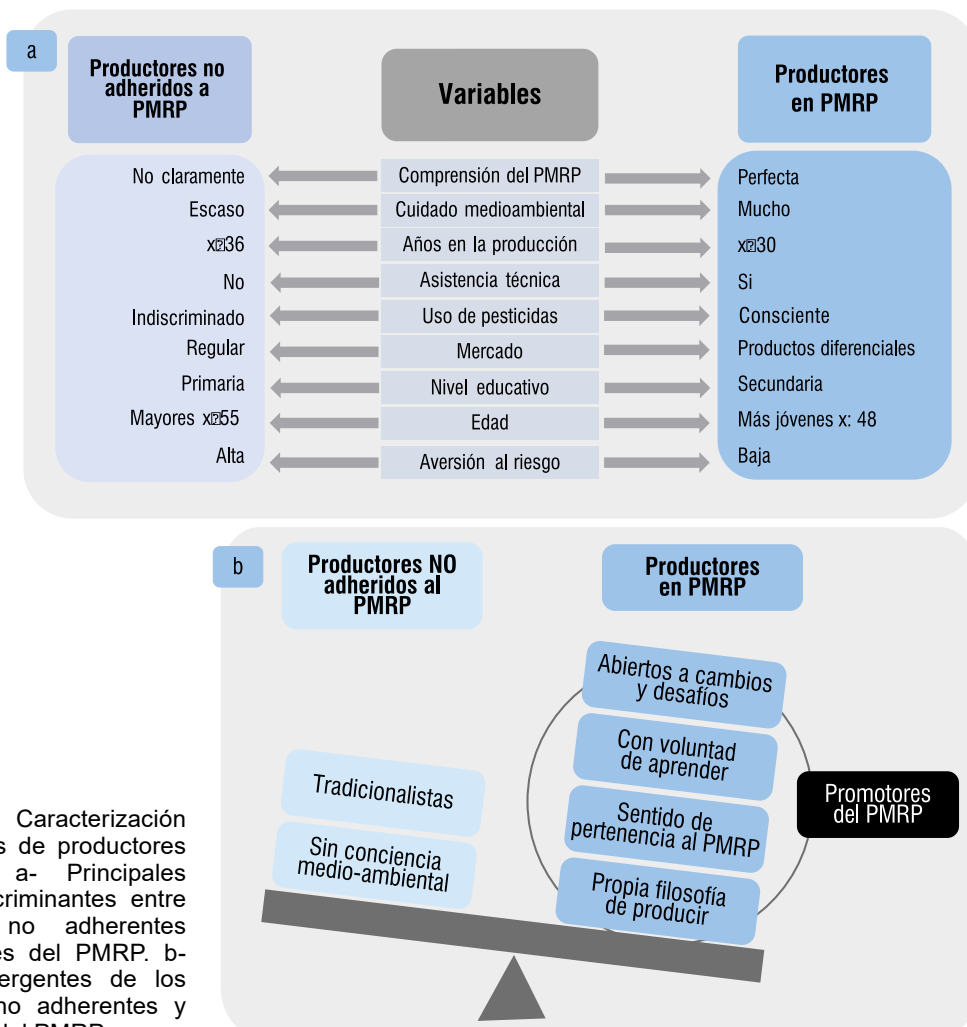 a
Productores no
adheridos a
PMRP
Variables
Productores
en PMRP
No claramente
Comprensión del PMRP
Perfecta
Escaso
Cuidado medioambiental
Mucho
x⍰36
Años en la producción
x⍰30
No
Asistencia técnica
Si
Indiscriminado
Uso de pesticidas
Consciente
Regular
Mercado
Productos diferenciales
Primaria
Nivel educativo
Secundaria
Mayores x⍰55
Edad
Más jóvenes x: 48
Alta
Aversión al riesgo
Baja
b
Productores NO
adheridos al
PMRP
Productores
en PMRP
Tradicionalistas
Sin conciencia
medio-ambiental
Abiertos a cambios
y desafíos
Con voluntad
de aprender
Sentido de
pertenencia al PMRP
Propia filosofía
de producir
Promotores
del PMRP
Caracterización
s de productores
a- Principales
criminantes entre
no adherentes
es del PMRP. b-
ergentes de los
no adherentes y